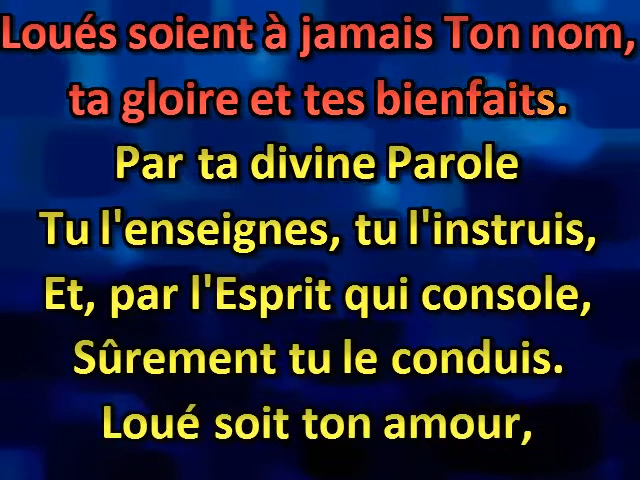 Loués soient à jamais Ton nom,
ta gloire et tes bienfaits.
Par ta divine Parole
Tu l'enseignes, tu l'instruis,
Et, par l'Esprit qui console,
Sûrement tu le conduis.
Loué soit ton amour,